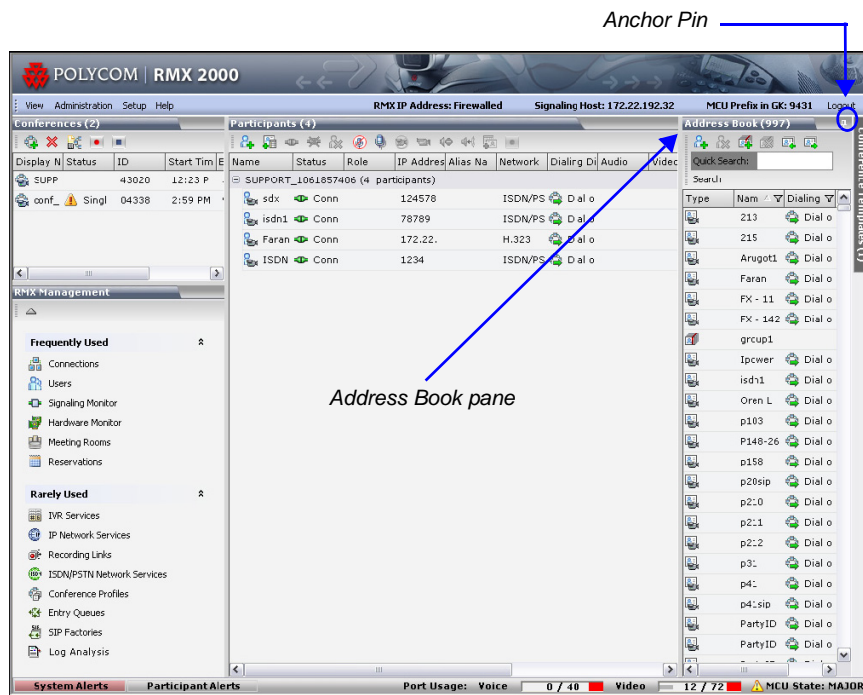 Anchor Pin
POLYCOM | RMX 2000
View Administration Setup Help RMX IP Address: Firewalled Signaling Host: 172.22.192.32 MCU Prefix in GK: 9431 Logout
Conferences (2)
Display N Status ID Start Tim E
SUPP 43020 12:23 P
conf_ Singl 04338 2:59 PM
RMX Management
Frequently Used
Connections
Users
Signaling Monitor
Hardware Monitor
Meeting Rooms
Reservations
Rarely Used
IVR Services
IP Network Services
Recording Links
ISDN/PSTN Network Services
Conference Profiles
Entry Queues
SIP Factories
Log Analysis
Participants (4)
Name Status Role IP Addres Alias Na Network Dialing Di Audio Video
SUPPORT_1061857406 (4 participants)
sdx Conn 124578 ISDN/PS Dial o
isdn1 Conn 78789 ISDN/PS Dial o
Faran Conn 172.22. H.323 Dial o
ISDN Conn 1234 ISDN/PS Dial o
Address Book pane
Address Book (997)
Quick Search:
Search
Type Nam Dialing
213 Dial o
215 Dial o
Arugot1 Dial o
Faran Dial o
FX - 11 Dial o
FX - 142 Dial o
group1
Ipower Dial o
isdn1 Dial o
Oren L Dial o
p103 Dial o
P148-26 Dial o
p158 Dial o
p20sip Dial o
p210 Dial o
p211 Dial o
p212 Dial o
p31 Dial o
p41 Dial o
p41sip Dial o
PartyID Dial o
PartyID Dial o
Conference Templates (1)
System Alerts Participant Alerts Port Usage: Voice 0 / 40 Video 12 / 72 MCU State: MAJOR